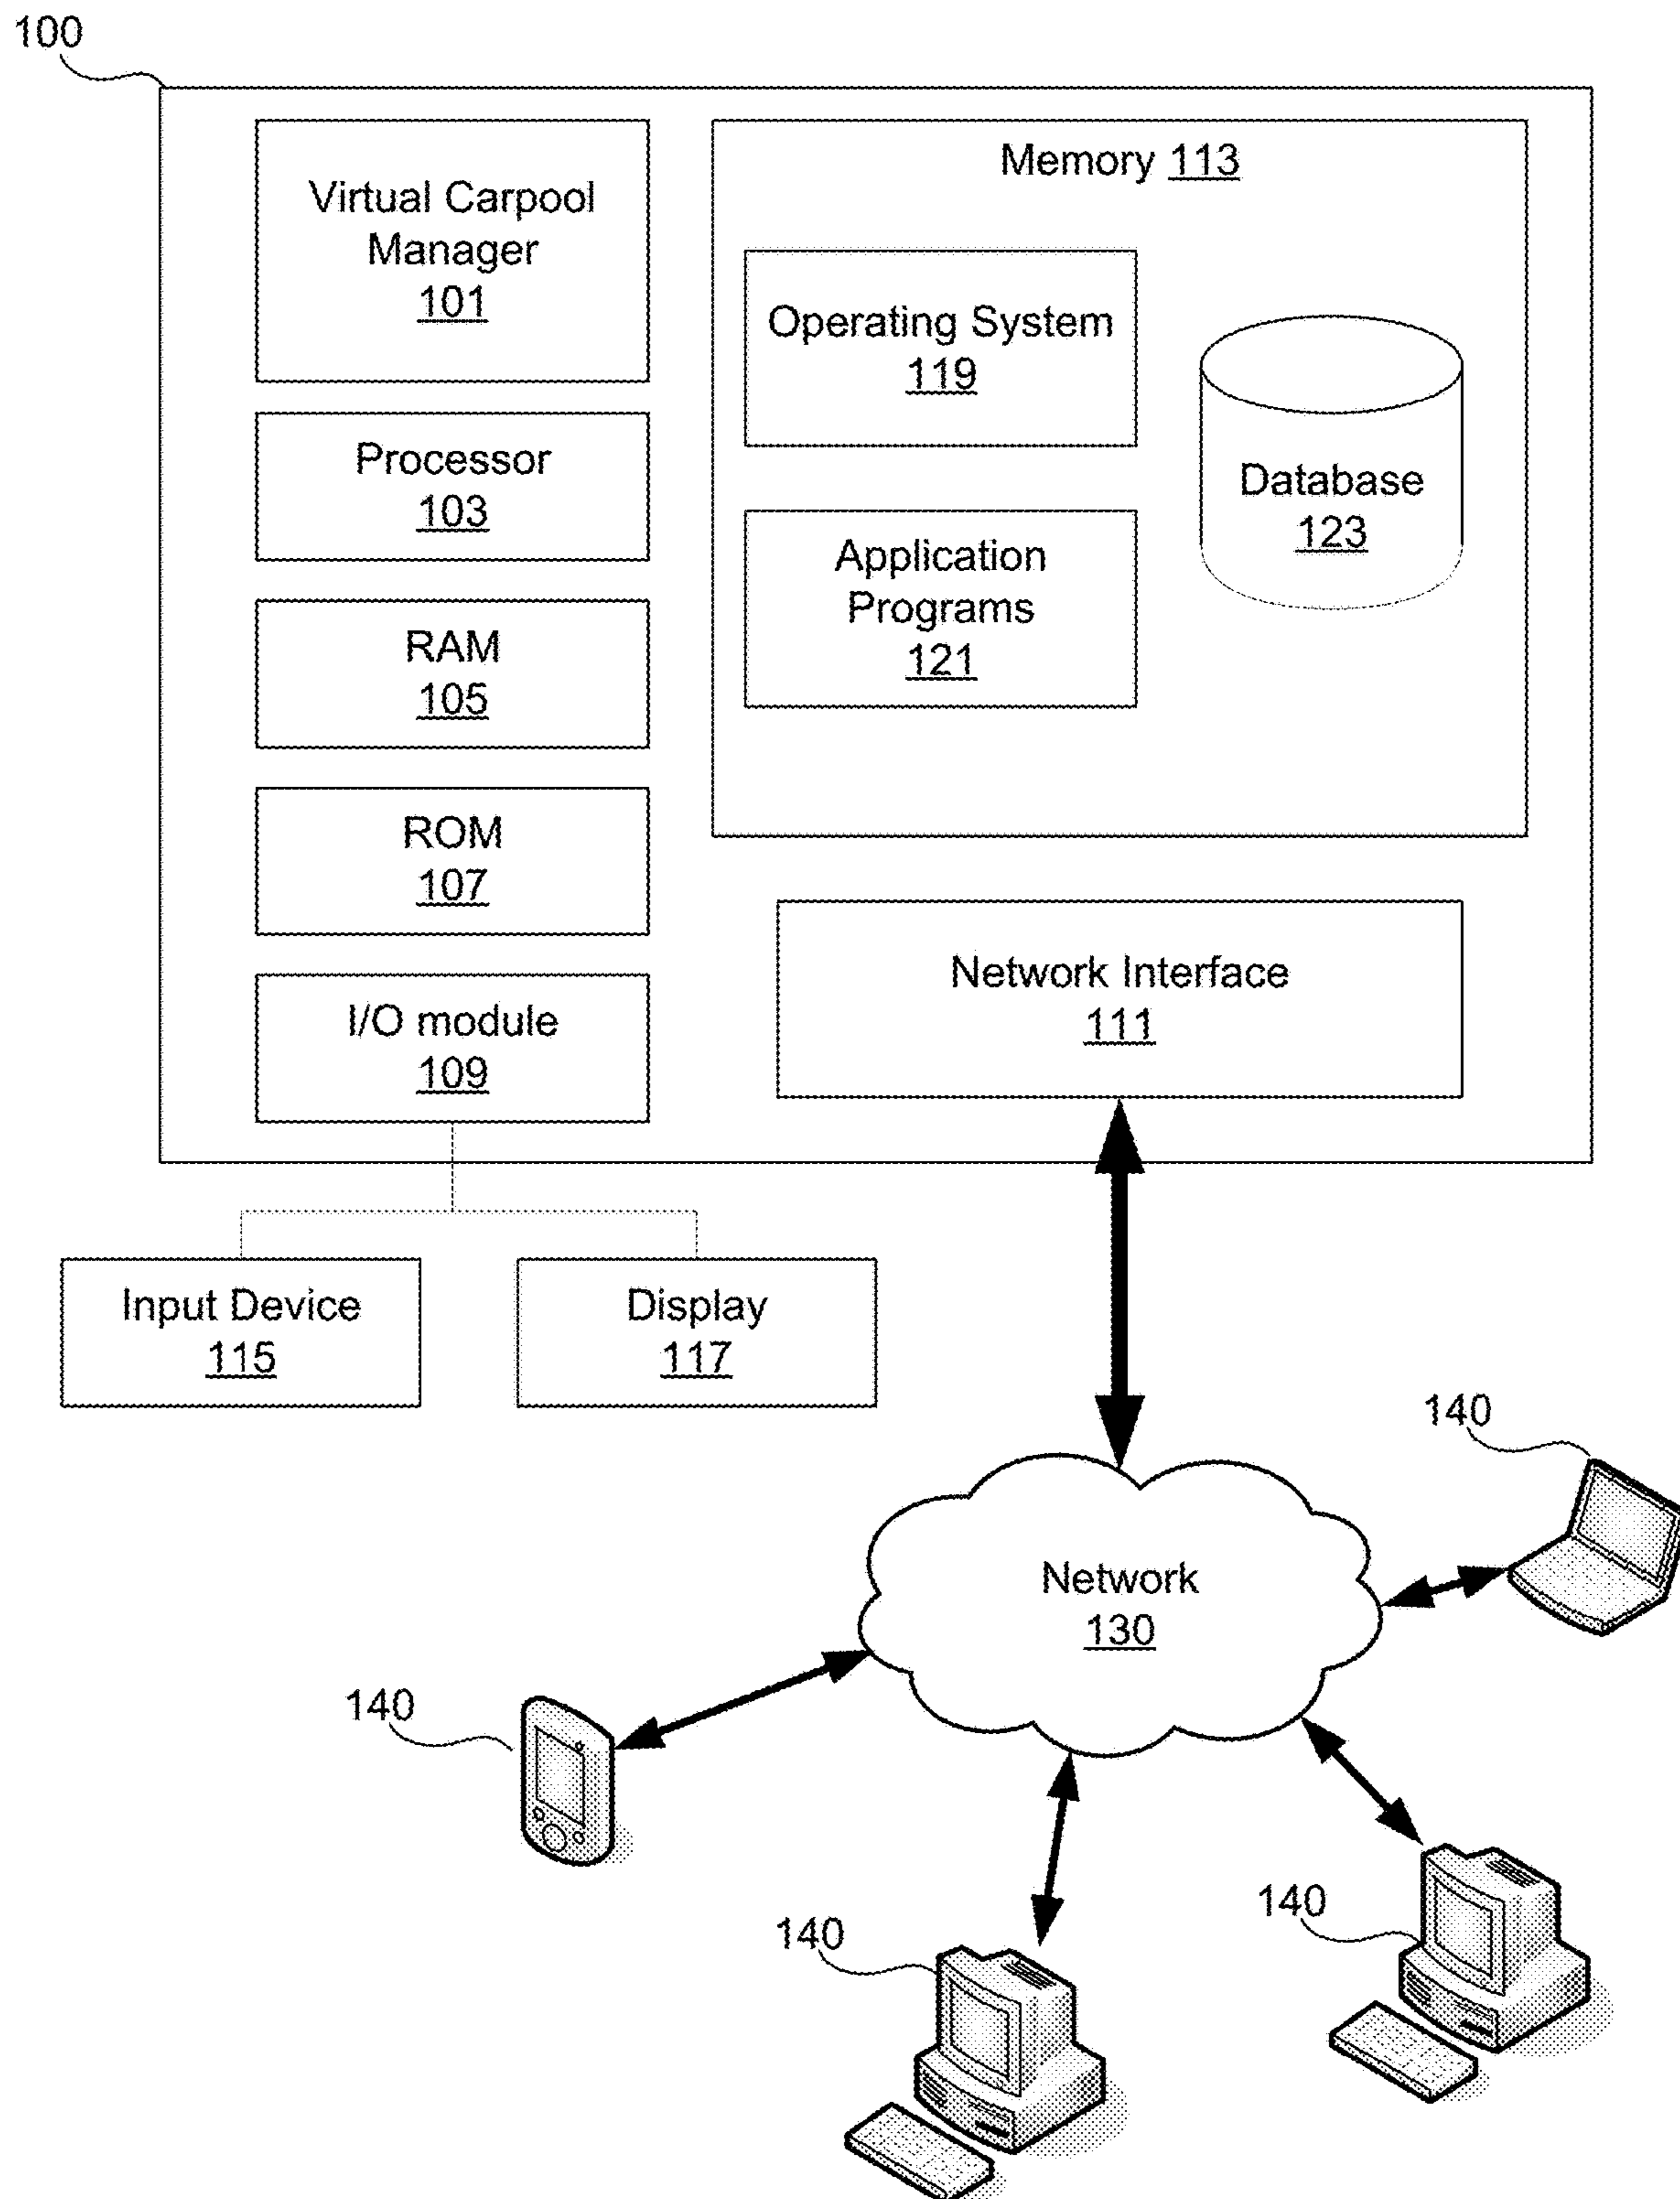 100
Virtual Carpool
Manager
101
Processor
103
RAM
105
ROM
107
I/O module
109
Memory 113
Operating System
119
Application
Programs
121
Database
123
Network Interface
111
Input Device
115
Display
117
Network
130
140
140
140
140